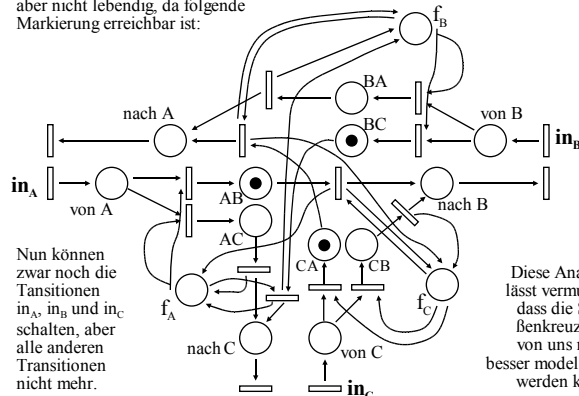 aber nicht lebendig, da folgende
Markierung erreichbar ist:
f_B
BA
nach A
BC
von B
in_B
in_A
von A
AB
nach B
AC
CA
CB
Nun können
zwar noch die
Tansitionen
in_A, in_B und in_C
schalten, aber
alle anderen
Transitionen
nicht mehr.
f_A
f_C
nach C
von C
in_C
Diese Ana
lässt vermu
dass die S
ßenkreuz
von uns
besser model
werden k